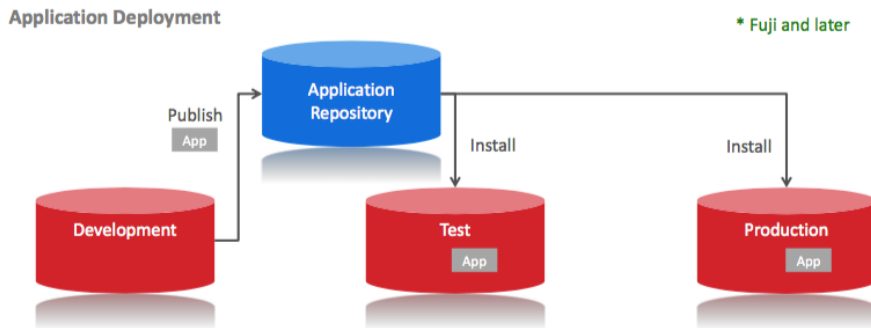 Application Deployment
* Fuji and later
Application
Repository
Publish
App
Install
Install
Development
Test
App
Production
App